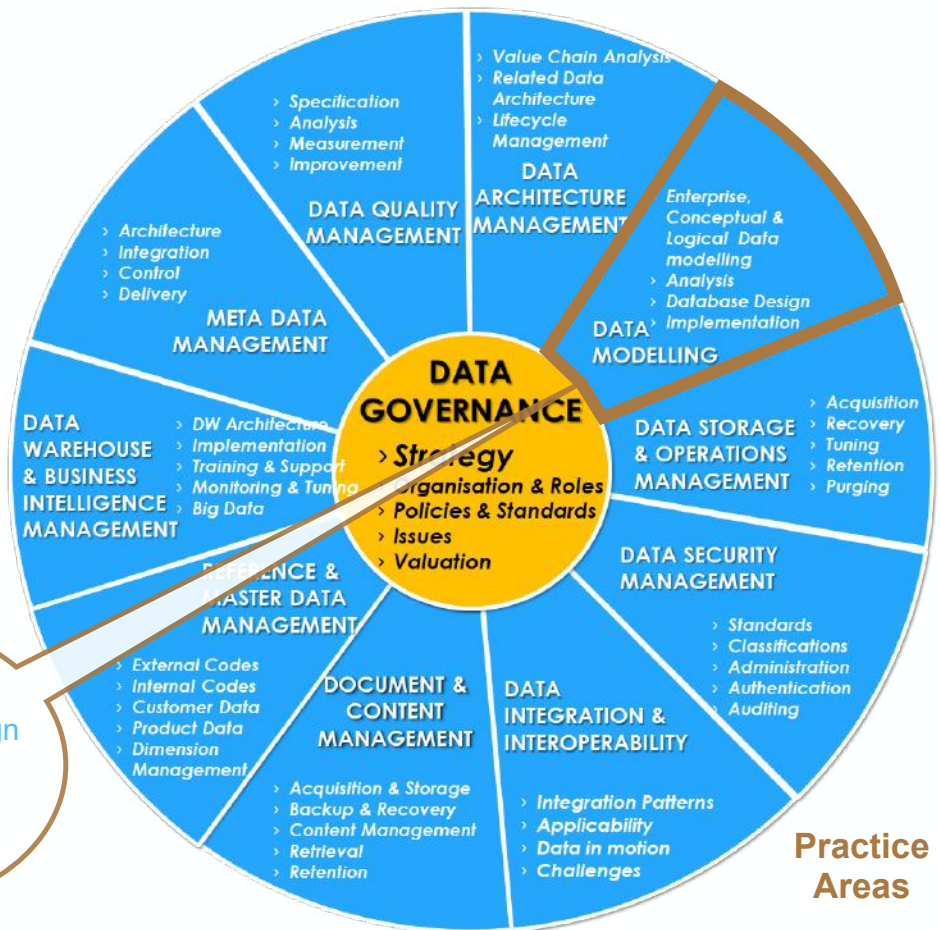 › Value Chain Analysis
› Related Data
Architecture
› Lifecycle
Management
DATA
ARCHITECTURE
MANAGEMENT
Enterprise,
Conceptual &
Logical Data
modelling
› Analysis
› Database Design
› Implementation
DATA
MODELLING
› Acquisition
› Recovery
› Tuning
› Retention
› Purging
DATA STORAGE
& OPERATIONS
MANAGEMENT
DATA SECURITY
MANAGEMENT
› Standards
› Classifications
› Administration
› Authentication
› Auditing
DATA
INTEGRATION &
INTEROPERABILITY
› Integration Patterns
› Applicability
› Data in motion
› Challenges
DOCUMENT &
CONTENT
MANAGEMENT
› Acquisition & Storage
› Backup & Recovery
› Content Management
› Retrieval
› Retention
REFERENCE &
MASTER DATA
MANAGEMENT
› External Codes
› Internal Codes
› Customer Data
› Product Data
› Dimension
Management
DATA
WAREHOUSE
& BUSINESS
INTELLIGENCE
MANAGEMENT
› DW Architecture
› Implementation
› Training & Support
› Monitoring & Tuning
› Big Data
› Architecture
› Integration
› Control
› Delivery
META DATA
MANAGEMENT
› Specification
› Analysis
› Measurement
› Improvement
DATA QUALITY
MANAGEMENT
DATA
GOVERNANCE
› Strategy
› Organisation & Roles
› Policies & Standards
› Issues
› Valuation
Practice
Areas